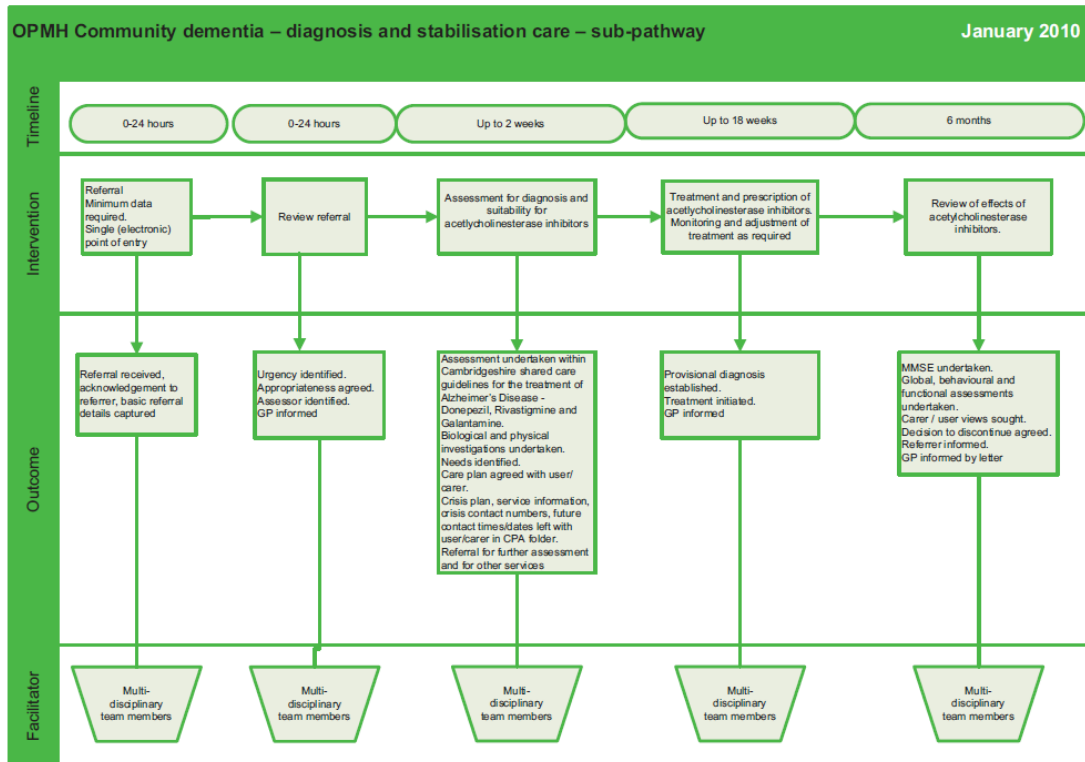 OPMH Community dementia – diagnosis and stabilisation care – sub-pathway
January 2010
Timeline
0-24 hours
0-24 hours
Up to 2 weeks
Up to 18 weeks
6 months
Intervention
Referral
Minimum data
required.
Single (electronic)
point of entry
Review referral
Assessment for diagnosis and
suitability for
acetlycholinesterase inhibitors
Treatment and prescription of
acetlycholinesterase inhibitors.
Monitoring and adjustment of
treatment as required
Review of effects of
acetylcholinesterase
inhibitors.
Outcome
Referral received,
acknowledgement to
referrer, basic referral
details captured
Urgency identified.
Appropriateness agreed.
Assessor identified.
GP informed
Assessment undertaken within
Cambridgeshire shared care
guidelines for the treatment of
Alzheimer's Disease -
Donepezil, Rivastigmine and
Galantamine.
Biological and physical
investigations undertaken.
Needs identified.
Care plan agreed with user/
carer.
Crisis plan, service information,
crisis contact numbers, future
contact times/dates left with
user/carer in CPA folder.
Referral for further assessment
and for other services
Provisional diagnosis
established.
Treatment initiated.
GP informed
MMSE undertaken.
Global, behavioural and
functional assessments
undertaken.
Carer / user views sought.
Decision to discontinue agreed.
Referrer informed.
GP informed by letter
Facilitator
Multi-
disciplinary
team members
Multi-
disciplinary
team members
Multi-
disciplinary
team members
Multi-
disciplinary
team members
Multi-
disciplinary
team members